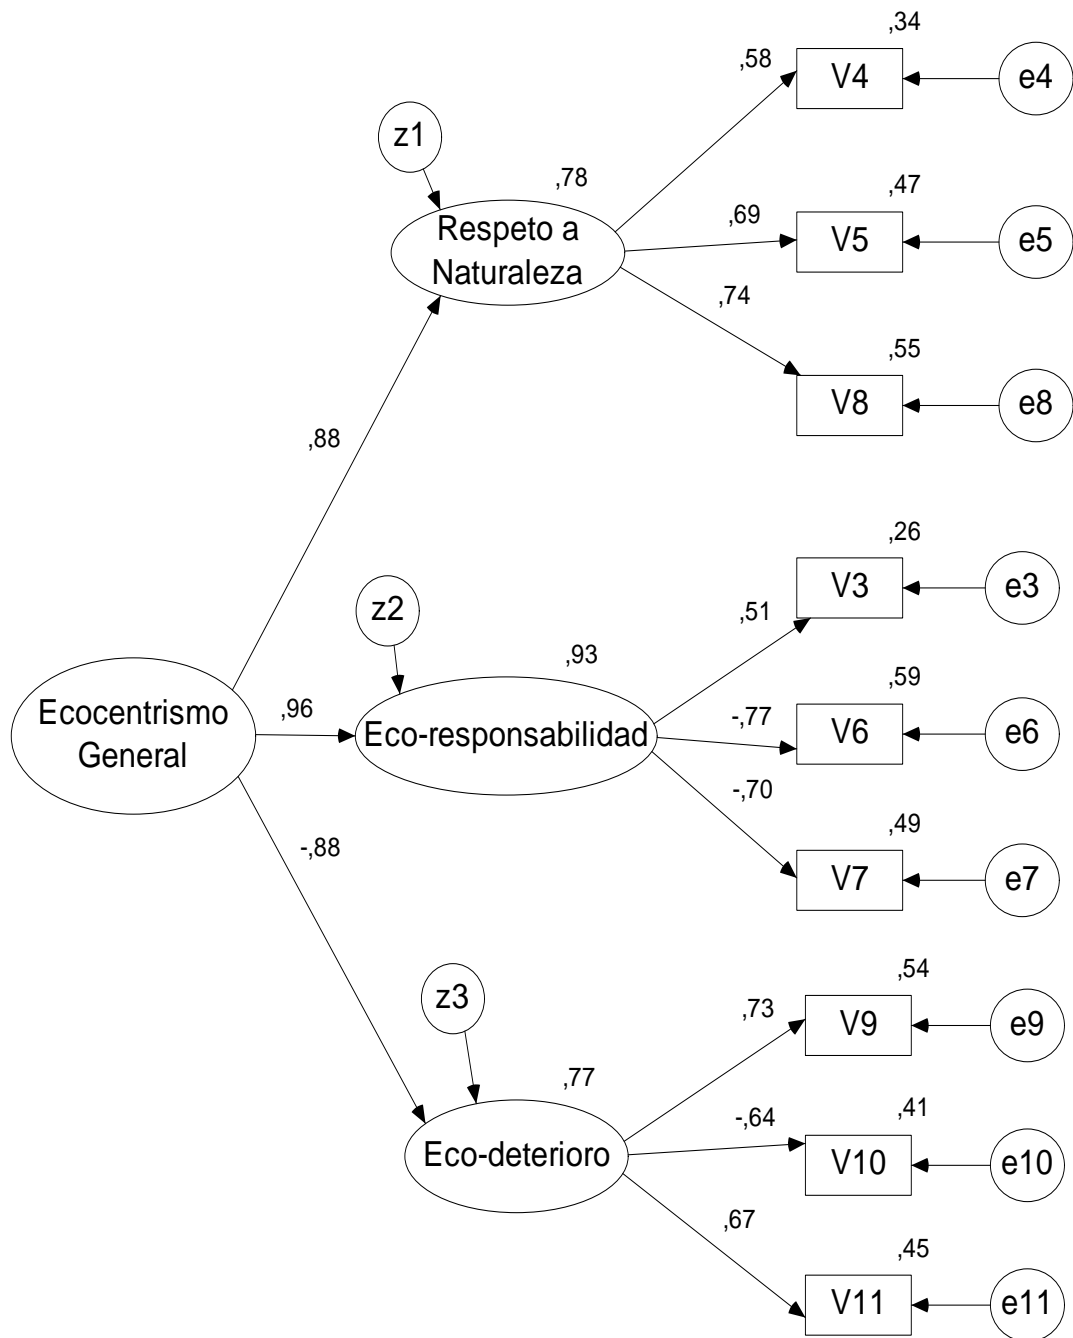 ,34
,58
V4
e4
z1
,78
,47
Respeto a
Naturaleza
,69
V5
e5
,74
,55
V8
e8
,88
,26
z2
,51
V3
e3
,93
,59
Ecocentrismo
General
,96
Eco-responsabilidad
-,77
V6
e6
-,70
,49
-,88
V7
e7
,54
z3
,73
V9
e9
,77
,41
Eco-deterioro
-,64
V10
e10
,67
,45
V11
e11